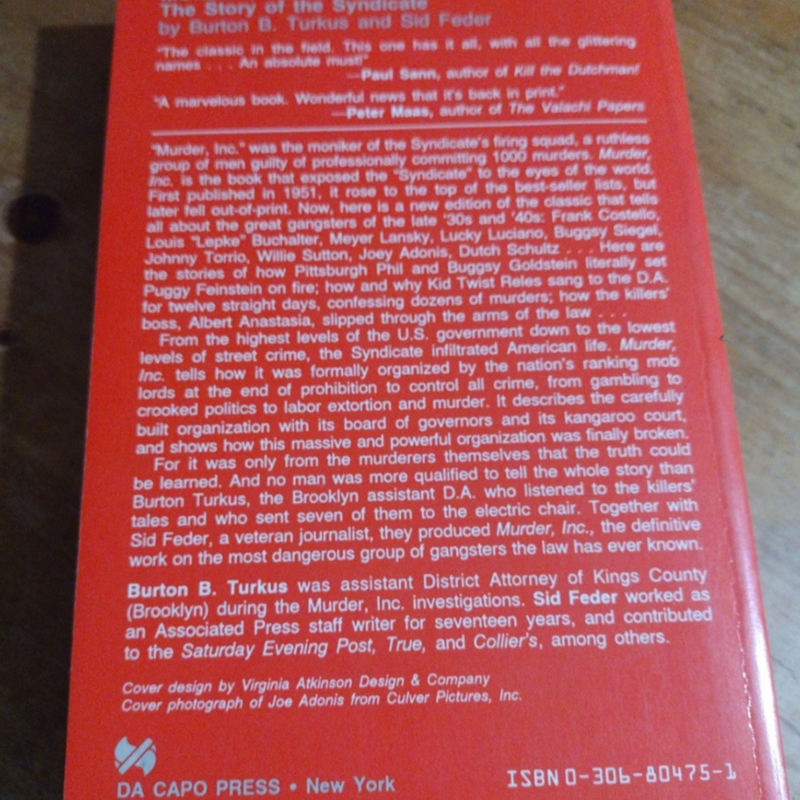 The Story of the Syndicate
by Burton B. Turkus and Sid Feder
"The classic in the field. This one has it all, with all the glittering
names . . . An absolute must!"
—Paul Sann, author of Kill the Dutchman!
"A marvelous book. Wonderful news that it's back in print."
—Peter Maas, author of The Valachi Papers
"Murder, Inc." was the moniker of the Syndicate's firing squad, a ruthless
group of men guilty of professionally committing 1000 murders. Murder,
Inc. is the book that exposed the "Syndicate" to the eyes of the world.
First published in 1951, it rose to the top of the best-seller lists, but
later fell out-of-print. Now, here is a new edition of the classic that tells
all about the great gangsters of the late '30s and '40s: Frank Costello,
Louis "Lepke" Buchalter, Meyer Lansky, Lucky Luciano, Buggsy Siegel,
Johnny Torrio, Willie Sutton, Joey Adonis, Dutch Schultz . . . Here are
the stories of how Pittsburgh Phil and Buggsy Goldstein literally set
Puggy Feinstein on fire; how and why Kid Twist Reles sang to the D.A.
for twelve straight days, confessing dozens of murders; how the killers'
boss, Albert Anastasia, slipped through the arms of the law . . .
From the highest levels of the U.S. government down to the lowest
levels of street crime, the Syndicate infiltrated American life. Murder,
Inc. tells how it was formally organized by the nation's ranking mob
lords at the end of prohibition to control all crime, from gambling to
crooked politics to labor extortion and murder. It describes the carefully
built organization with its board of governors and its kangaroo court,
and shows how this massive and powerful organization was finally broken.
For it was only from the murderers themselves that the truth could
be learned. And no man was more qualified to tell the whole story than
Burton Turkus, the Brooklyn assistant D.A. who listened to the killers'
tales and who sent seven of them to the electric chair. Together with
Sid Feder, a veteran journalist, they produced Murder, Inc., the definitive
work on the most dangerous group of gangsters the law has ever known.
Burton B. Turkus was assistant District Attorney of Kings County
(Brooklyn) during the Murder, Inc. investigations. Sid Feder worked as
an Associated Press staff writer for seventeen years, and contributed
to the Saturday Evening Post, True, and Collier's, among others.
Cover design by Virginia Atkinson Design & Company
Cover photograph of Joe Adonis from Culver Pictures, Inc.
DA CAPO PRESS • New York
ISBN 0-306-80475-1